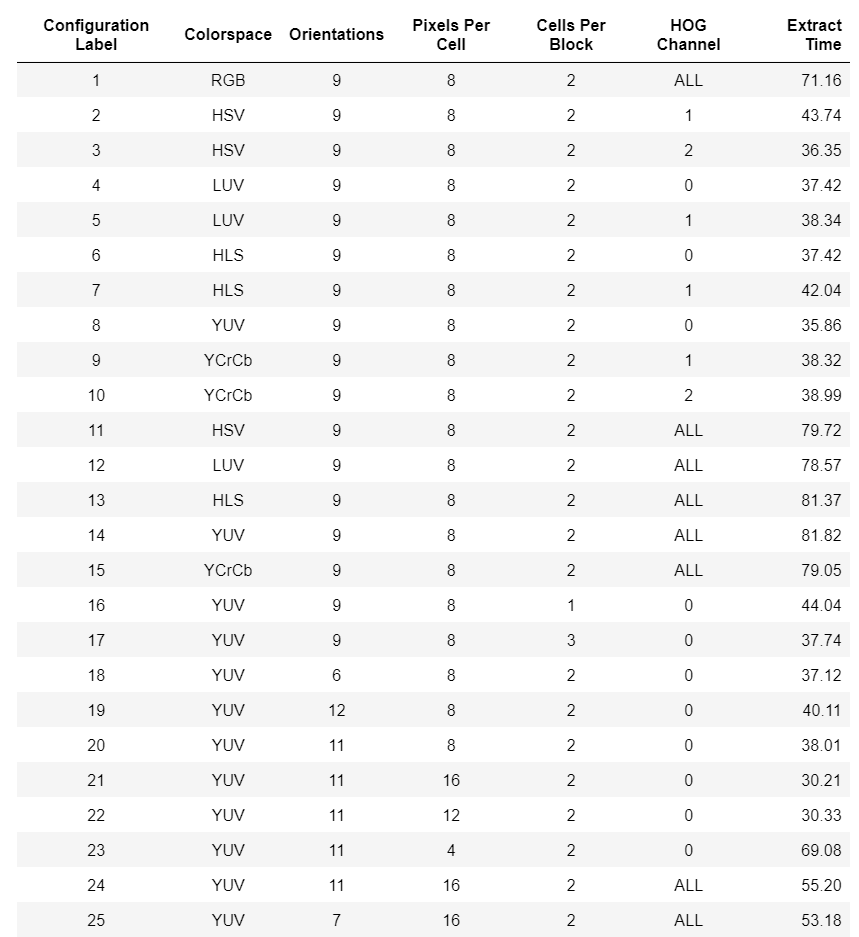 Configuration Label Colorspace Orientations Pixels Per Cell Cells Per Block HOG Channel Extract Time
1 RGB 9 8 2 ALL 71.16
2 HSV 9 8 2 1 43.74
3 HSV 9 8 2 2 36.35
4 LUV 9 8 2 0 37.42
5 LUV 9 8 2 1 38.34
6 HLS 9 8 2 0 37.42
7 HLS 9 8 2 1 42.04
8 YUV 9 8 2 0 35.86
9 YCrCb 9 8 2 1 38.32
10 YCrCb 9 8 2 2 38.99
11 HSV 9 8 2 ALL 79.72
12 LUV 9 8 2 ALL 78.57
13 HLS 9 8 2 ALL 81.37
14 YUV 9 8 2 ALL 81.82
15 YCrCb 9 8 2 ALL 79.05
16 YUV 9 8 1 0 44.04
17 YUV 9 8 3 0 37.74
18 YUV 6 8 2 0 37.12
19 YUV 12 8 2 0 40.11
20 YUV 11 8 2 0 38.01
21 YUV 11 16 2 0 30.21
22 YUV 11 12 2 0 30.33
23 YUV 11 4 2 0 69.08
24 YUV 11 16 2 ALL 55.20
25 YUV 7 16 2 ALL 53.18